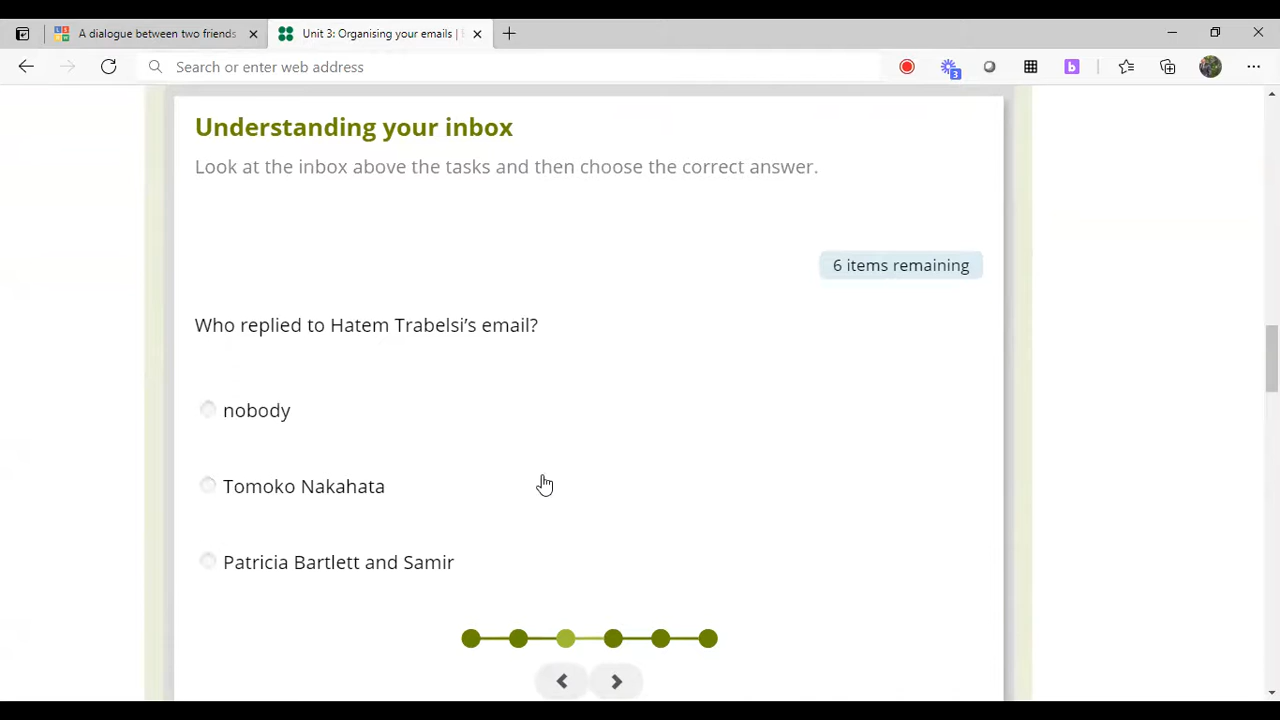 A dialogue between two friends
Unit 3: Organising your emails |
Search or enter web address
3
b
Understanding your inbox
Look at the inbox above the tasks and then choose the correct answer.
6 items remaining
Who replied to Hatem Trabelsi’s email?
nobody
Tomoko Nakahata
Patricia Bartlett and Samir